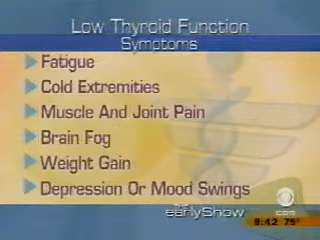 Low Thyroid Function
Symptoms
Fatigue
Cold Extremities
Muscle And Joint Pain
Brain Fog
Weight Gain
Depression Or Mood Swings
earlyShow
CBS
8:42 75°